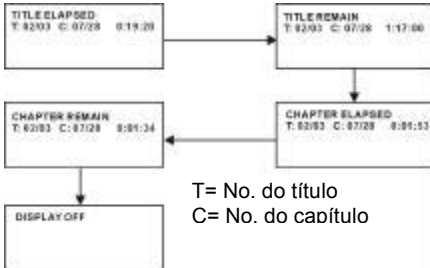 TITLE ELAPSED
T: 02/03 C: 07/28 0:19:20
TITLE REMAIN
T: 02/03 C: 07/28 1:17:00
CHAPTER REMAIN
T: 02/03 C: 07/28 0:01:34
CHAPTER ELAPSED
T: 02/03 C: 07/28 0:01:53
DISPLAY OFF
T= No. do título
C= No. do capítulo